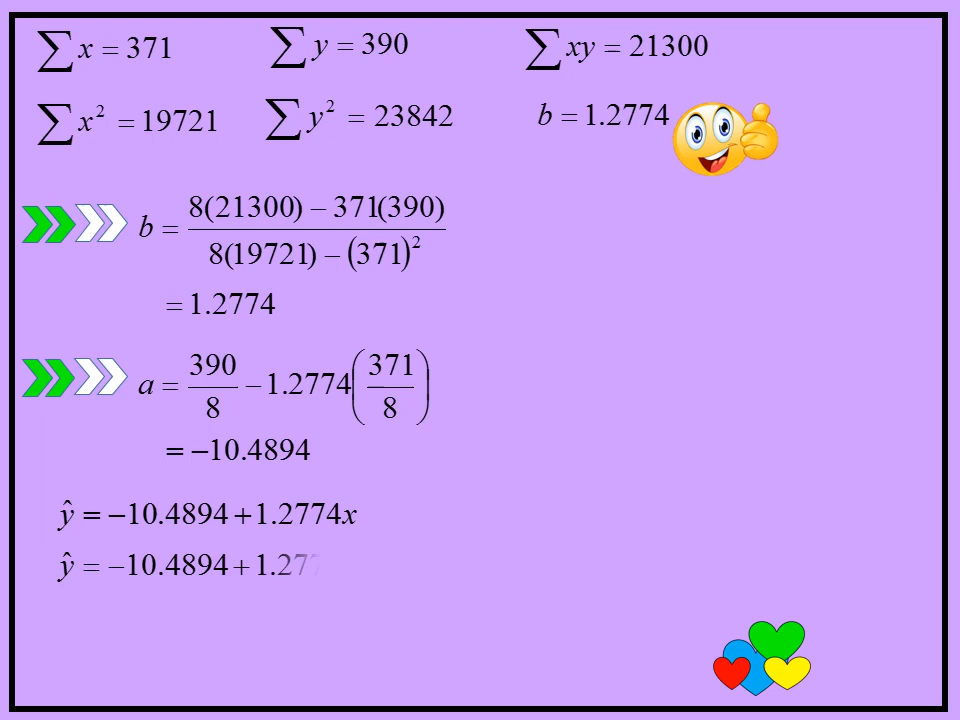 ∑x = 371 ∑y = 390 ∑xy = 21300
∑x² = 19721 ∑y² = 23842 b = 1.2774
b = (8(21300) − 371(390)) / (8(19721) − (371)²)
= 1.2774
a = 390/8 − 1.2774(371/8)
= −10.4894
ŷ = −10.4894 + 1.2774x
ŷ = −10.4894 + 1.277